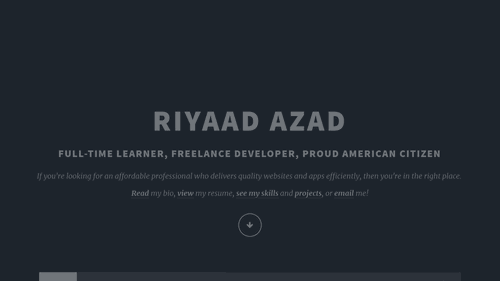 RIYAAD AZAD
FULL-TIME LEARNER, FREELANCE DEVELOPER, PROUD AMERICAN CITIZEN
If you're looking for an affordable professional who delivers quality websites and apps efficiently, then you're in the right place.
Read my bio, view my resume, see my skills and projects, or email me!